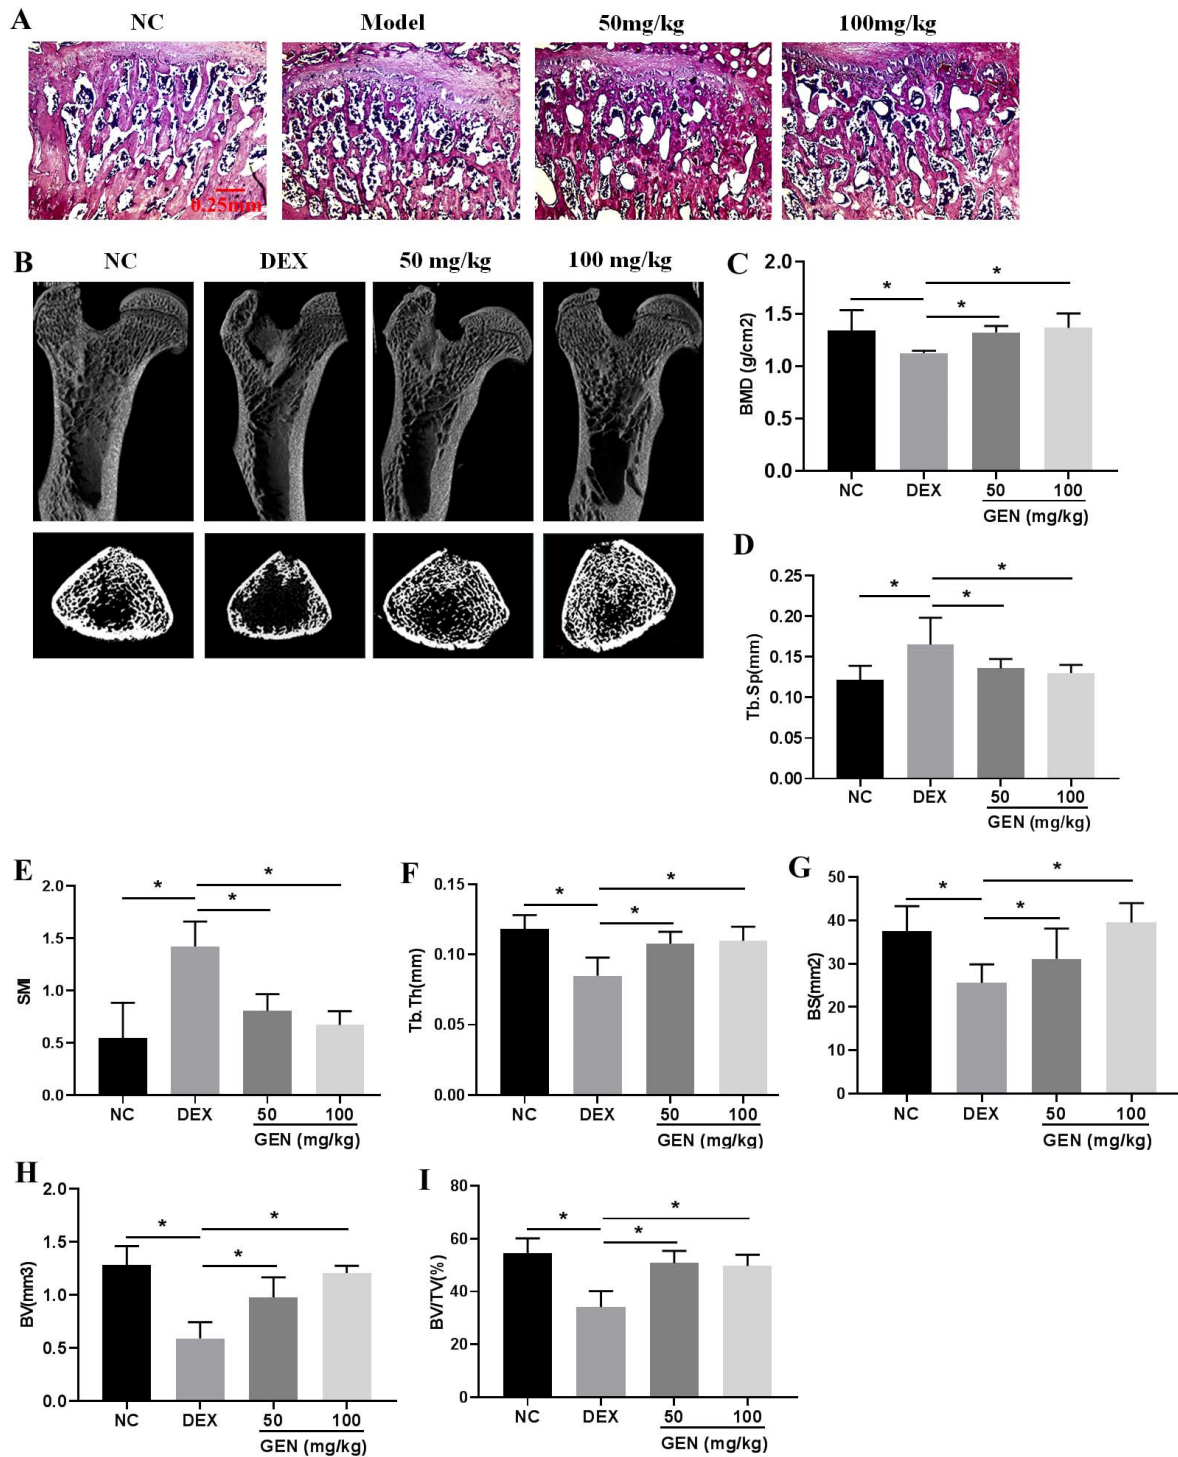 A
NC
Model
50mg/kg
100mg/kg
0.25mm
B
NC
DEX
50 mg/kg
100 mg/kg
C
2.0
1.5
1.0
0.5
0.0
BMD (g/cm2)
*
*
*
NC
DEX
50
100
GEN (mg/kg)
D
0.25
0.20
0.15
0.10
0.05
0.00
Tb.Sp(mm)
*
*
*
NC
DEX
50
100
GEN (mg/kg)
E
2.0
1.5
1.0
0.5
0.0
SMI
*
*
*
NC
DEX
50
100
GEN (mg/kg)
F
0.15
0.10
0.05
0.00
Tb.Th(mm)
*
*
*
NC
DEX
50
100
GEN (mg/kg)
G
50
40
30
20
10
0
BS(mm2)
*
*
*
NC
DEX
50
100
GEN (mg/kg)
H
2.0
1.5
1.0
0.5
0.0
BV(mm3)
*
*
*
NC
DEX
50
100
GEN (mg/kg)
I
80
60
40
20
0
BV/TV(%)
*
*
*
NC
DEX
50
100
GEN (mg/kg)